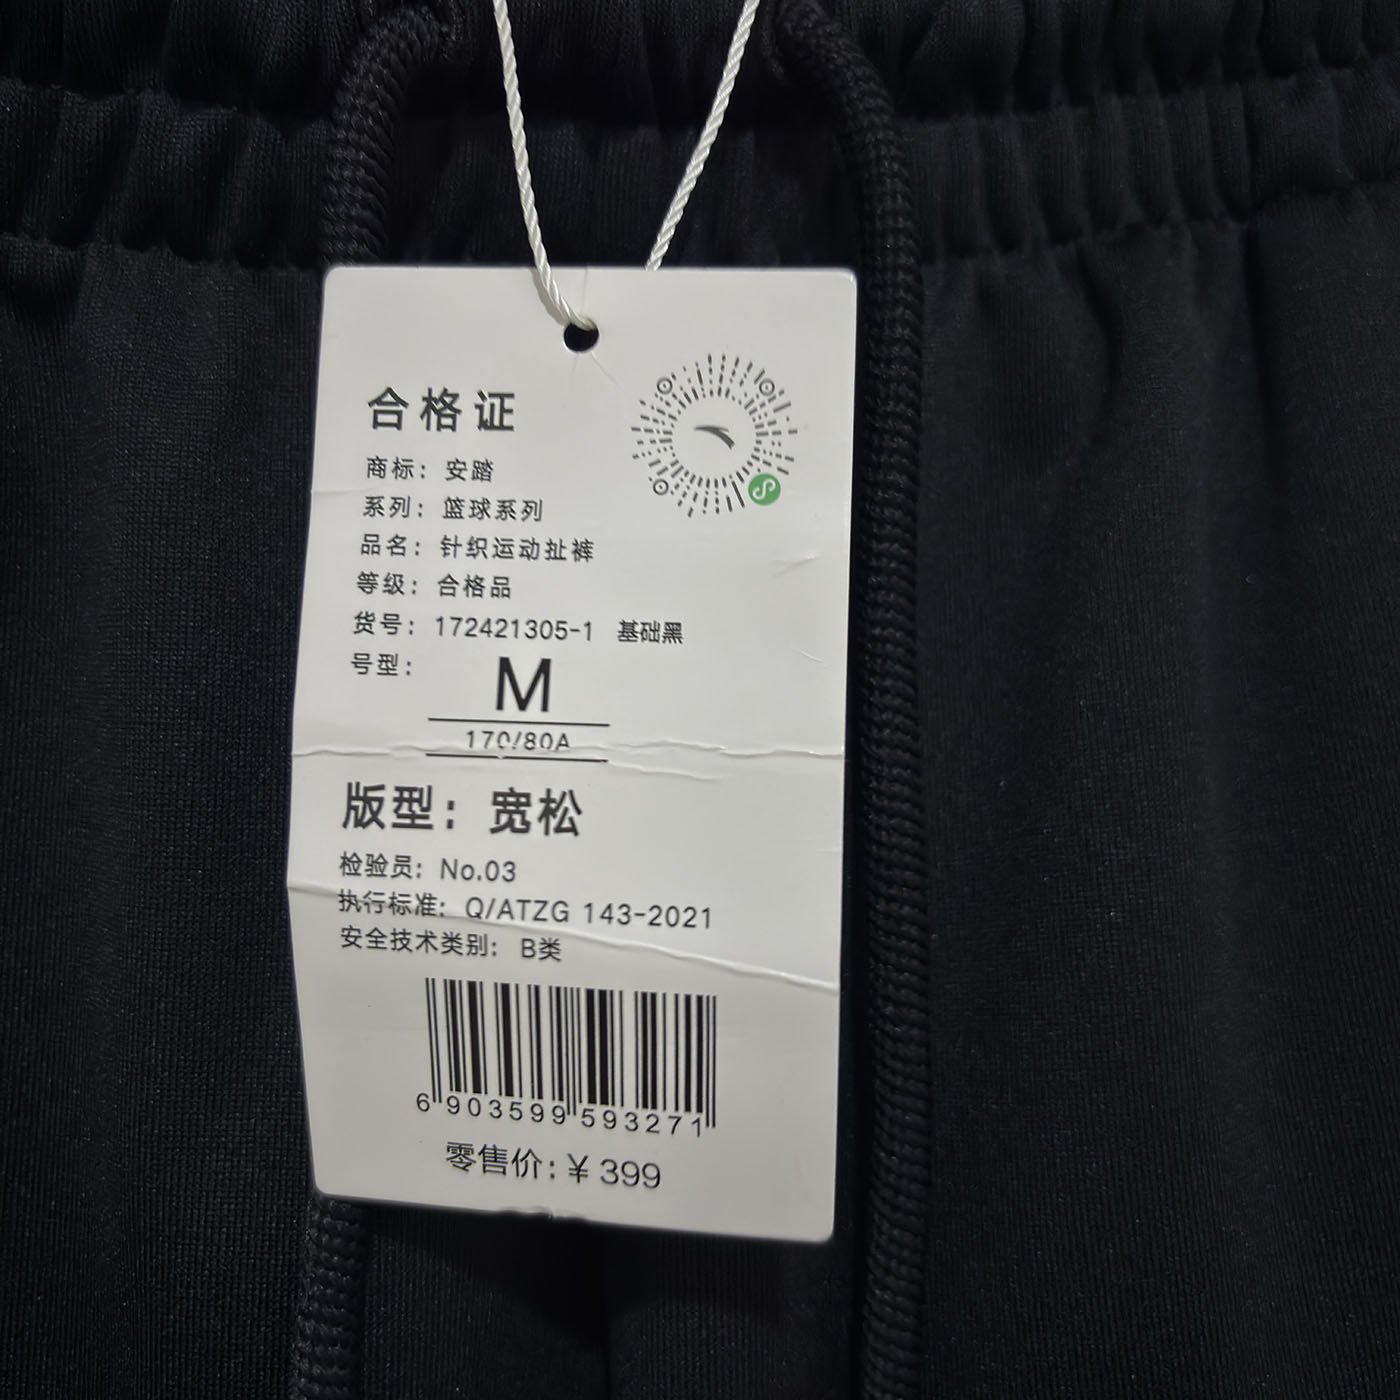 合格证
商标：安踏
系列：篮球系列
品名：针织运动扯裤
等级：合格品
货号：172421305-1 基础黑
号型：
M
170/80A
版型：宽松
检验员：No.03
执行标准：Q/ATZG 143-2021
安全技术类别：B类
6 903599 593271
零售价：¥399